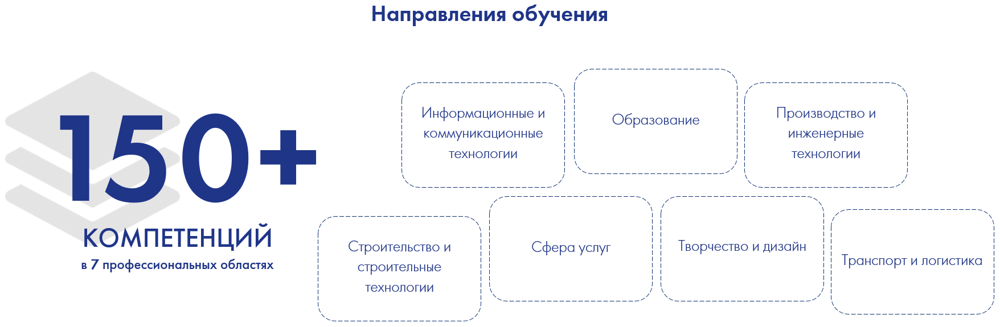 Направления обучения
150+
КОМПЕТЕНЦИЙ
в 7 профессиональных областях
Информационные и
коммуникационные
технологии
Образование
Производство и
инженерные
технологии
Строительство и
строительные
технологии
Сфера услуг
Творчество и дизайн
Транспорт и логистика